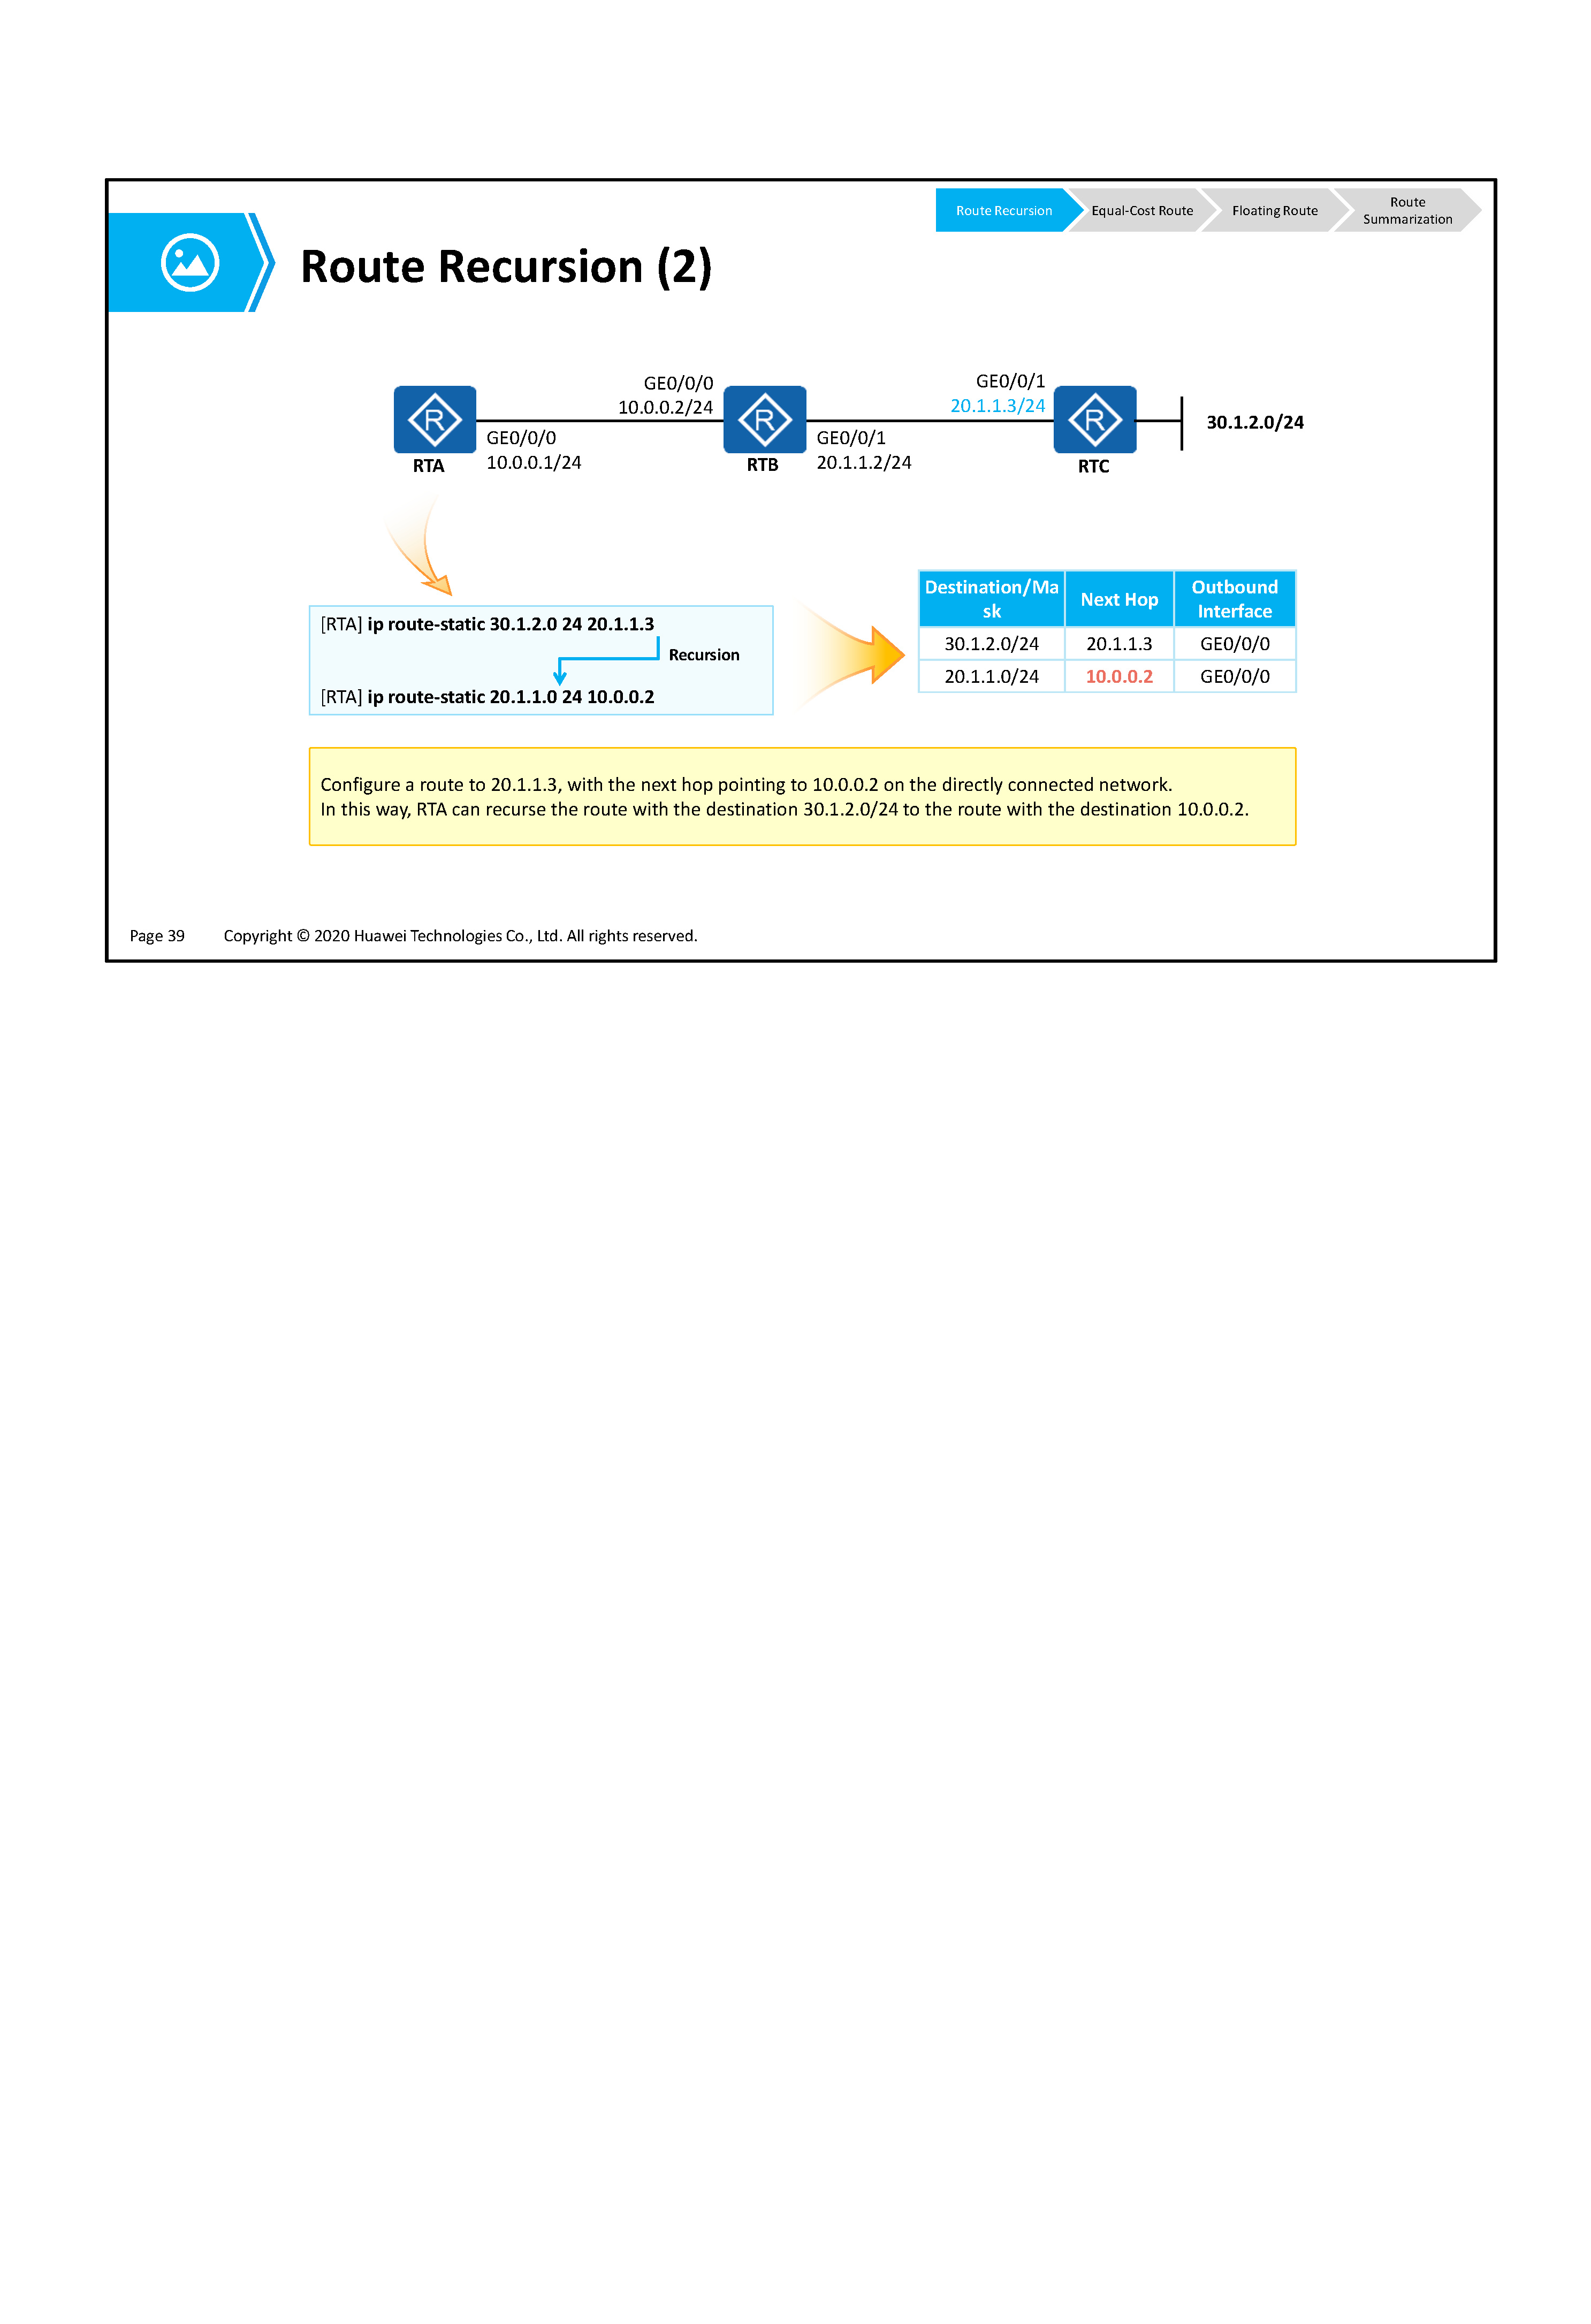 Route Recursion
Equal-Cost Route
Floating Route
Route
Summarization
Route Recursion (2)
GE0/0/0
10.0.0.2/24
GE0/0/1
20.1.1.3/24
R
R
R
30.1.2.0/24
GE0/0/0
10.0.0.1/24
GE0/0/1
20.1.1.2/24
RTA
RTB
RTC
[RTA] ip route-static 30.1.2.0 24 20.1.1.3
Recursion
[RTA] ip route-static 20.1.1.0 24 10.0.0.2
Destination/Ma
sk
Next Hop
Outbound
Interface
30.1.2.0/24 20.1.1.3 GE0/0/0
20.1.1.0/24 10.0.0.2 GE0/0/0
Configure a route to 20.1.1.3, with the next hop pointing to 10.0.0.2 on the directly connected network.
In this way, RTA can recurse the route with the destination 30.1.2.0/24 to the route with the destination 10.0.0.2.
Page 39 Copyright © 2020 Huawei Technologies Co., Ltd. All rights reserved.